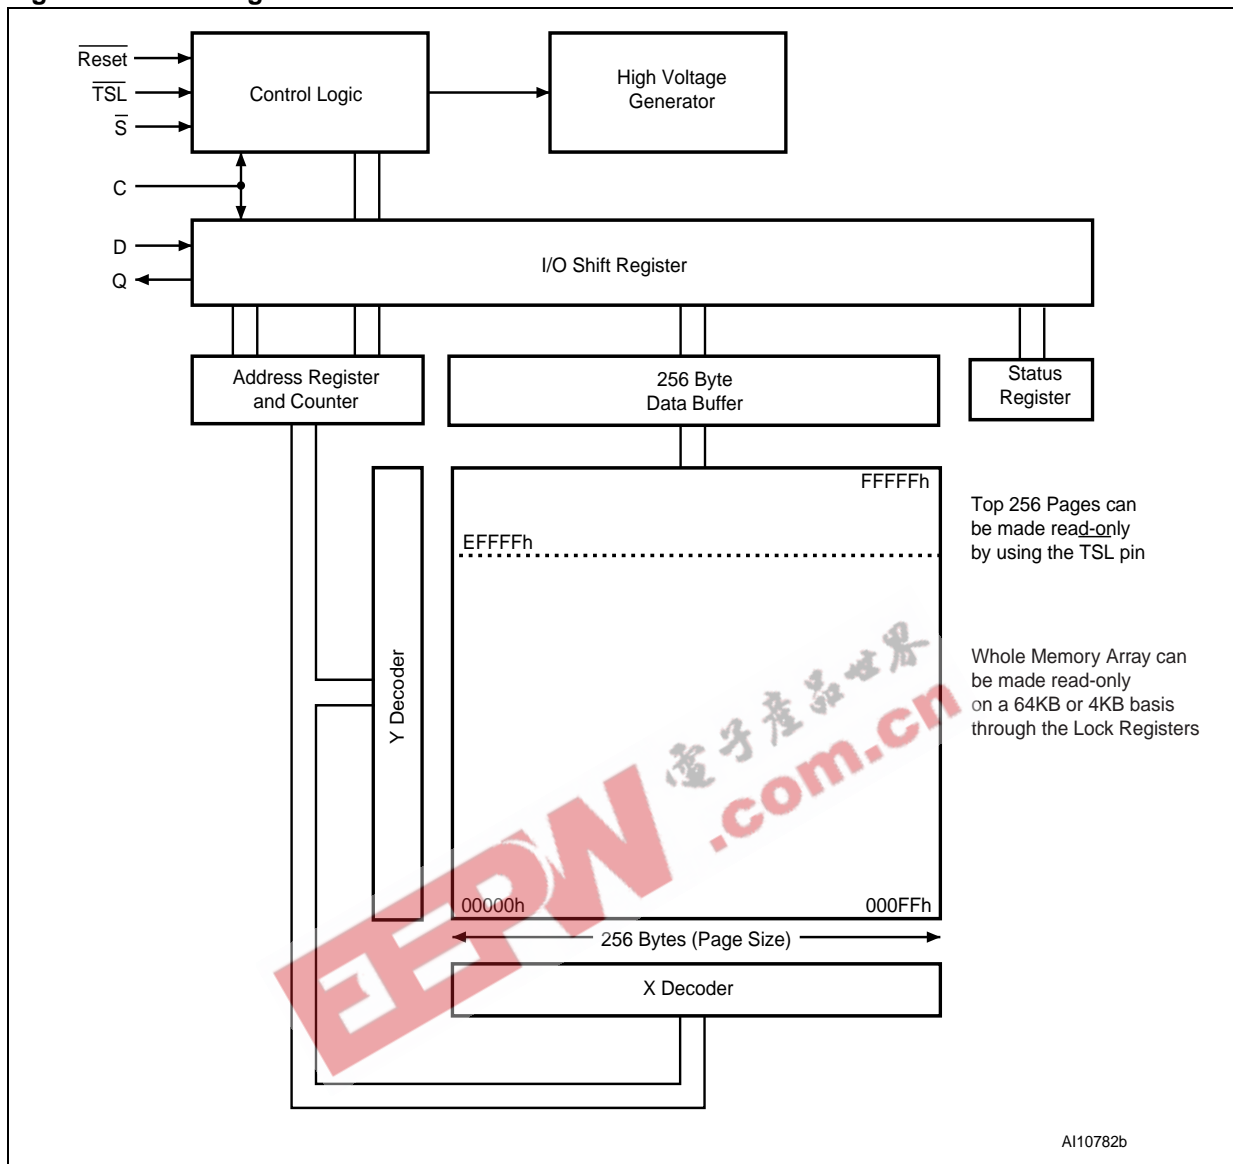 Reset
TSL
S
C
D
Q
Control Logic
High Voltage
Generator
I/O Shift Register
Address Register
and Counter
256 Byte
Data Buffer
Status
Register
FFFFFh
EFFFFh
Top 256 Pages can
be made read-only
by using the TSL pin
Y Decoder
Whole Memory Array can
be made read-only
on a 64KB or 4KB basis
through the Lock Registers
電子產品世界
EEPW.com.cn
00000h
000FFh
256 Bytes (Page Size)
X Decoder
AI10782b